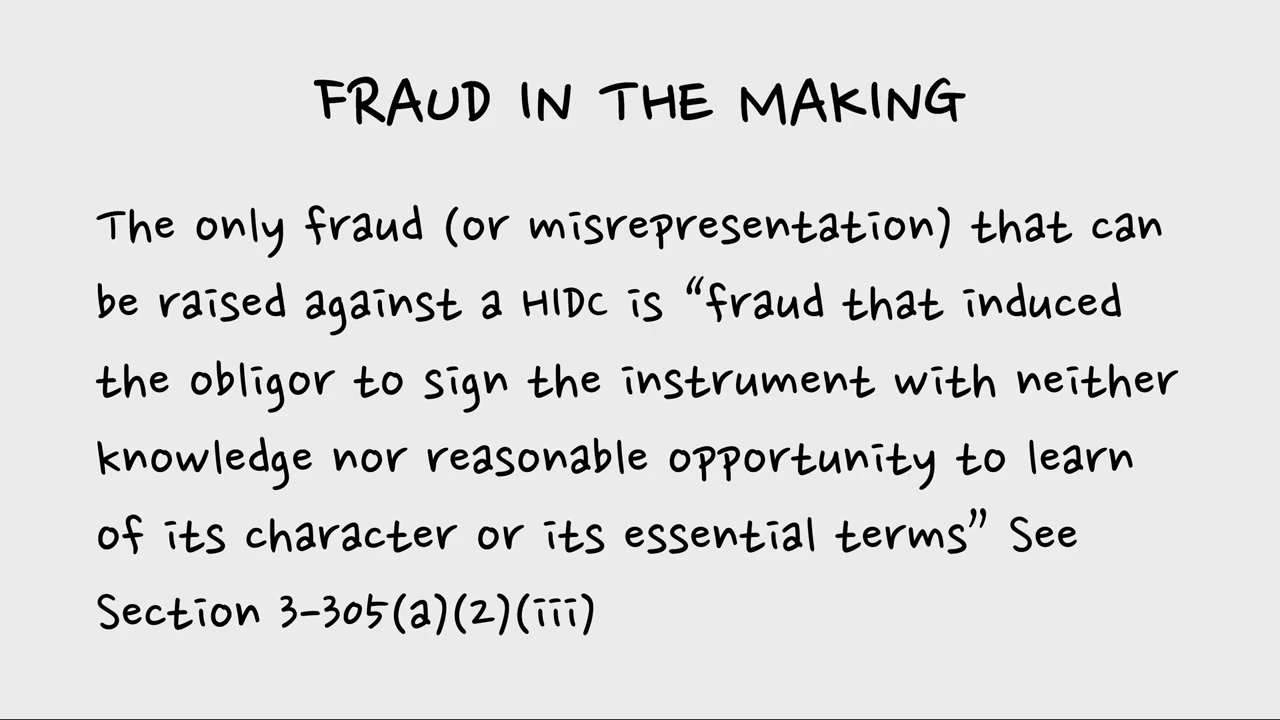 FRAUD IN THE MAKING
The only fraud (or misrepresentation) that can
be raised against a HIDC is “fraud that induced
the obligor to sign the instrument with neither
knowledge nor reasonable opportunity to learn
of its character or its essential terms” See
Section 3-305(a)(2)(iii)